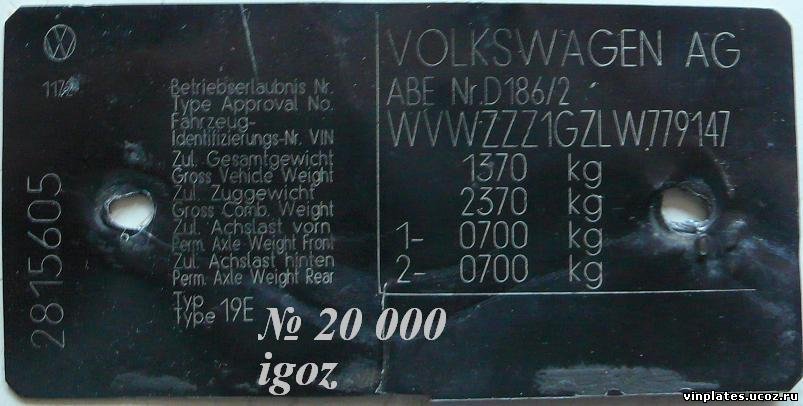 1172
Betriebserlaubnis Nr.
Type Approval No.
Fahrzeug-
Identifizierungs-Nr. VIN
Zul. Gesamtgewicht
Gross Vehicle Weight
Zul. Zuggewicht
Gross Comb. Weight
Zul. Achslast vorn
Perm. Axle Weight Front
Zul. Achslast hinten
Perm. Axle Weight Rear
Typ
Type 19E
2815605
VOLKSWAGEN AG
ABE Nr. D186/2
WVWZZZ1GZLW779147
1370 kg
2370 kg
1- 0700 kg
2- 0700 kg
№ 20 000
igoz
vinplates.ucoz.ru